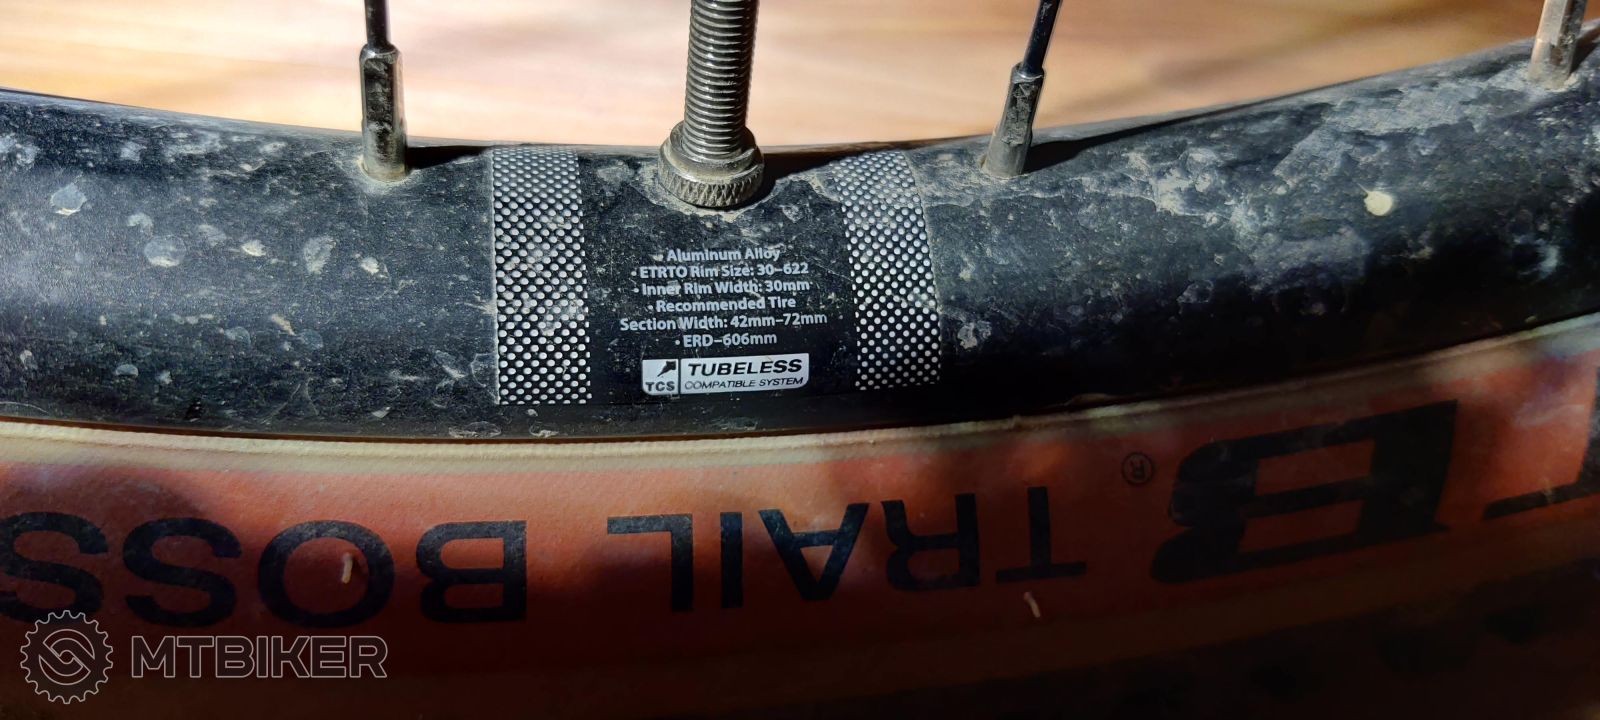 • Aluminum Alloy
• ETRTO Rim Size: 30-622
• Inner Rim Width: 30mm
• Recommended Tire
Section Width: 42mm-72mm
• ERD-606mm
TCS TUBELESS
COMPATIBLE SYSTEM
® TRAIL BOSS
MTBIKER